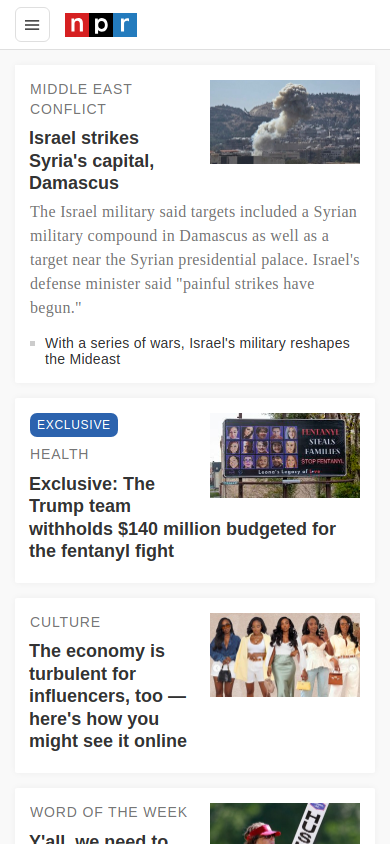 npr
MIDDLE EAST
CONFLICT
Israel strikes
Syria's capital,
Damascus
The Israel military said targets included a Syrian
military compound in Damascus as well as a
target near the Syrian presidential palace. Israel's
defense minister said "painful strikes have
begun."
With a series of wars, Israel's military reshapes
the Mideast
EXCLUSIVE
HEALTH
Exclusive: The
Trump team
withholds $140 million budgeted for
the fentanyl fight
FENTANYL
STEALS
FAMILIES
STOP FENTANYL
Leann's Legacy of Love
CULTURE
The economy is
turbulent for
influencers, too —
here's how you
might see it online
WORD OF THE WEEK
Y'all, we need to
HUS